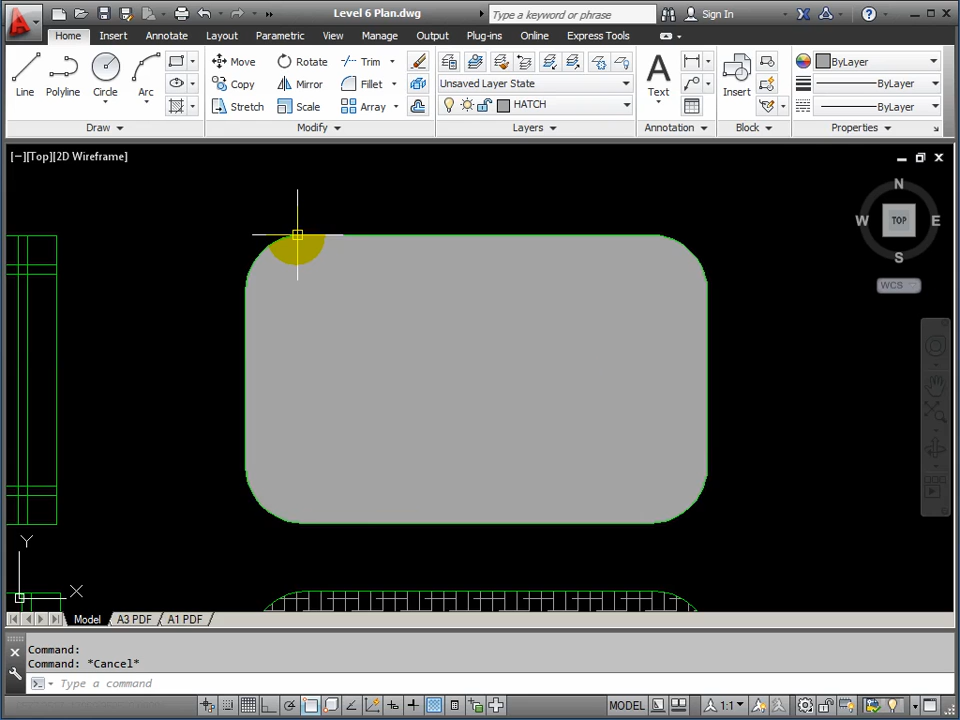 Level 6 Plan.dwg
Type a keyword or phrase
Sign In
Home Insert Annotate Layout Parametric View Manage Output Plug-ins Online Express Tools
Line Polyline Circle Arc
Move Rotate Trim
Copy Mirror Fillet
Stretch Scale Array
Unsaved Layer State
HATCH
Text
Insert
ByLayer
ByLayer
ByLayer
Draw Modify Layers Annotation Block Properties
[−][Top][2D Wireframe]
N
W TOP E
S
WCS
Y
X
Model A3 PDF A1 PDF
Command:
Command: *Cancel*
Type a command
MODEL 1:1